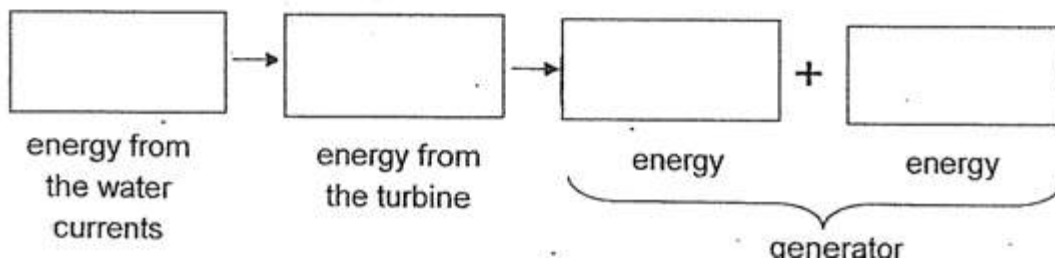 +
energy from
the water
currents
energy from
the turbine
energy
energy
generator